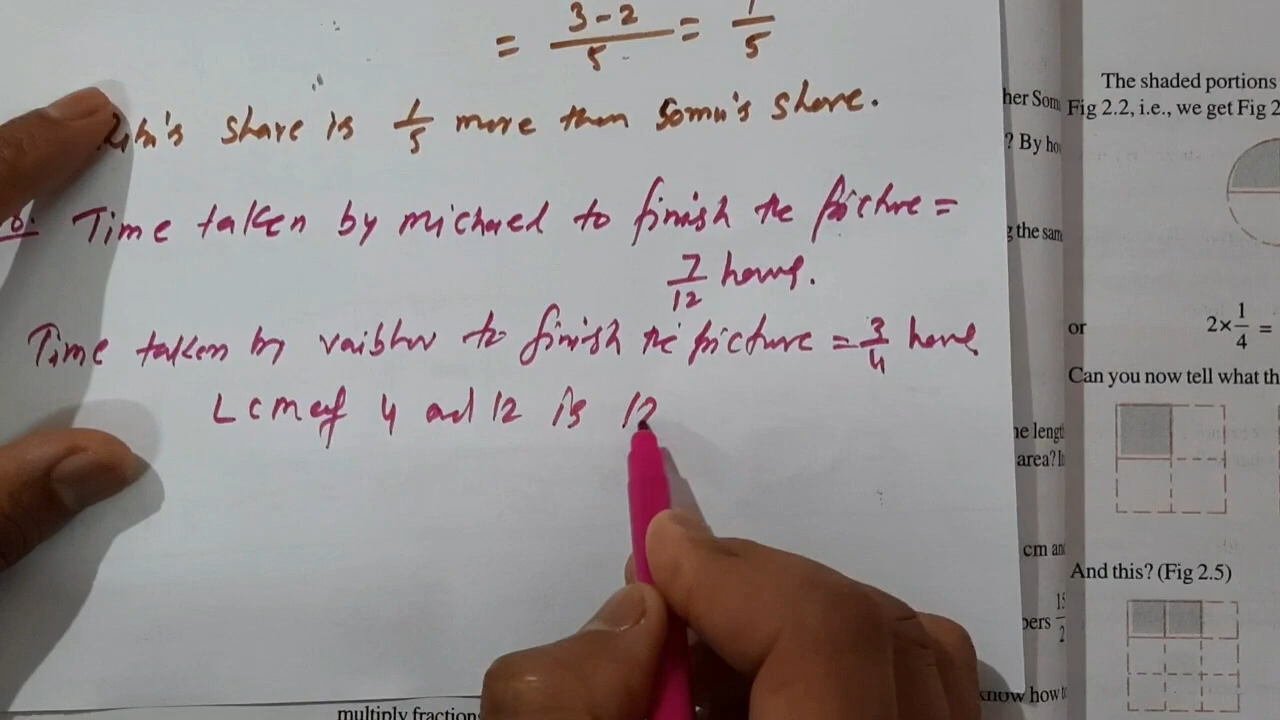 = 3-2/5 = 1/5
share is 1/5 more than Somu's share.
Time taken by michael to finish the picture =
7/12 hours.
Time taken by vaibhv to finish the picture = 3/4 hours
LCM of 4 and 12 is 12
multiply fractions
her Som
? By ho
g the sam
area?
cm an
1
2
know how
The shaded portions
Fig 2.2, i.e., we get Fig 2
or 2×1/4 =
Can you now tell what th
And this? (Fig 2.5)